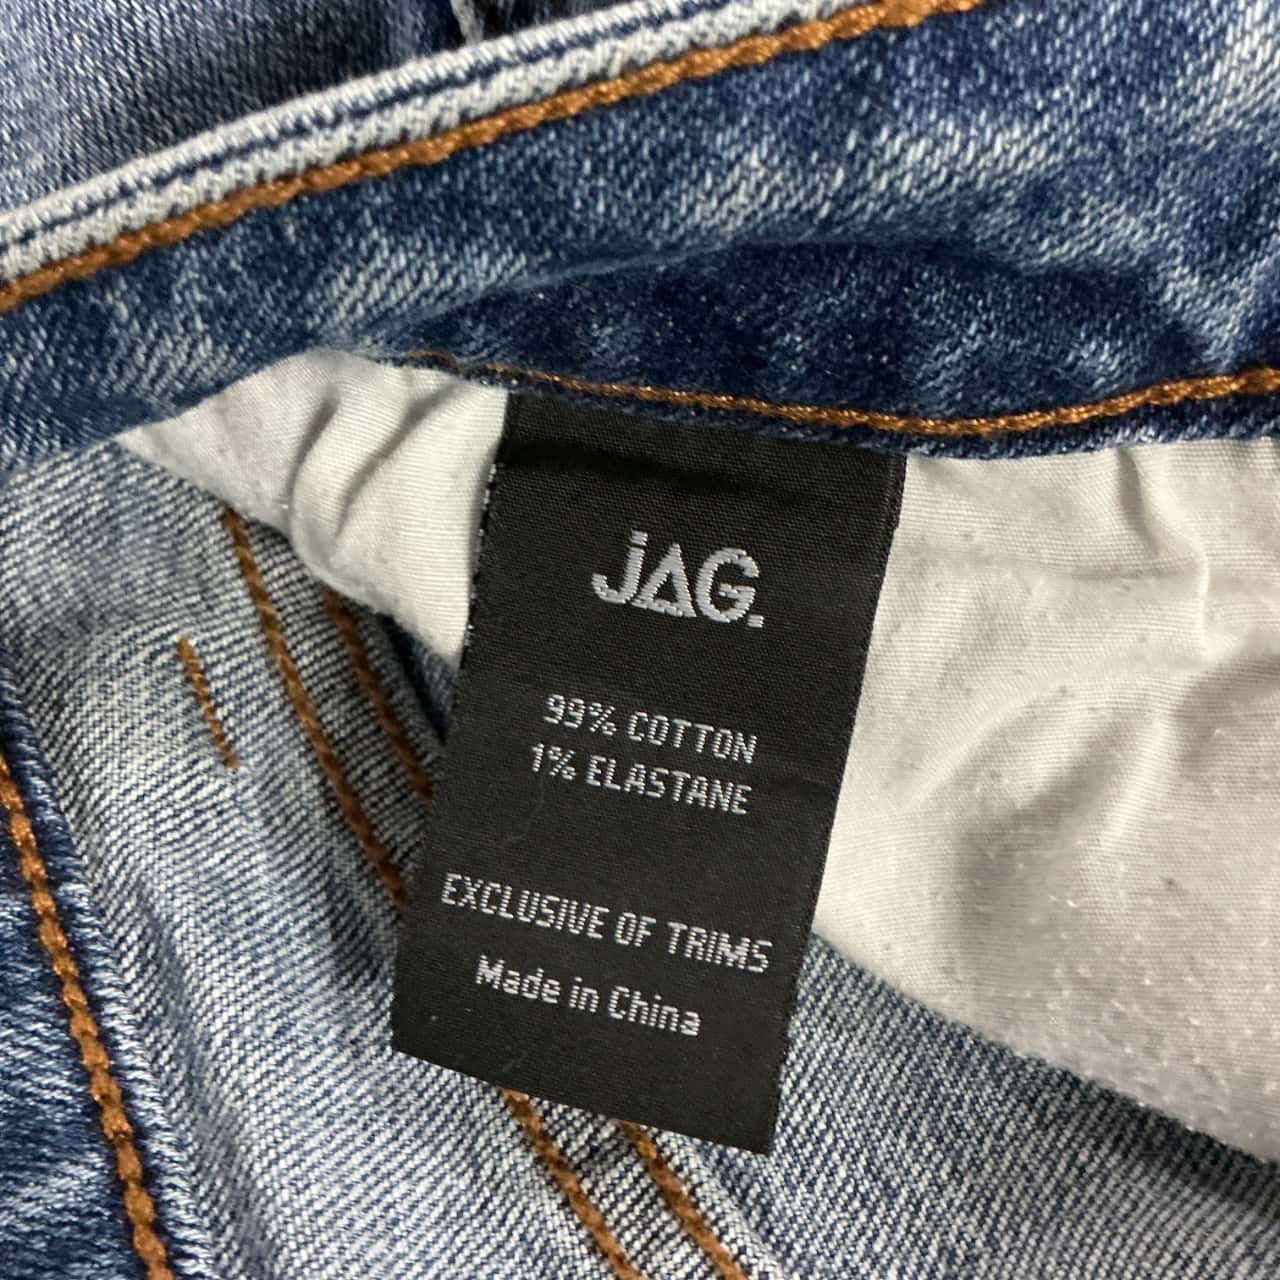 jAG.
99% COTTON
1% ELASTANE
EXCLUSIVE OF TRIMS
Made in China